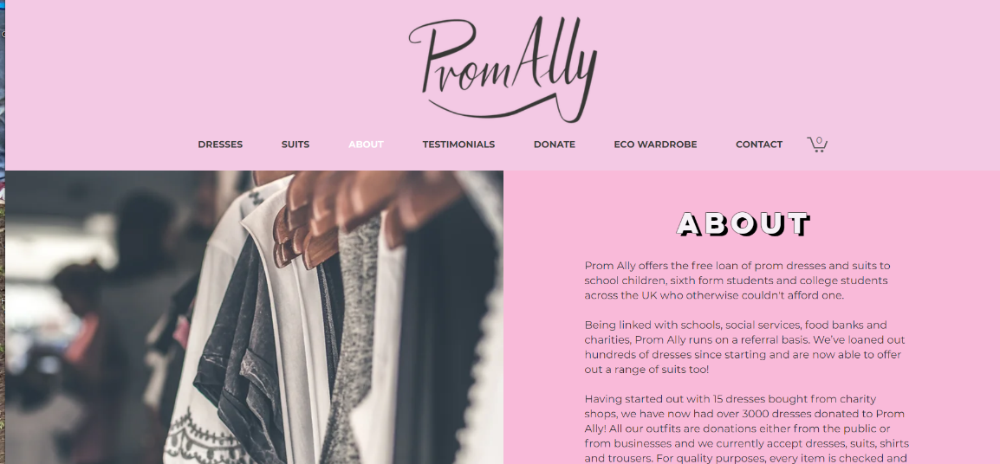 Prom Ally
DRESSES SUITS ABOUT TESTIMONIALS DONATE ECO WARDROBE CONTACT 0
ABOUT
Prom Ally offers the free loan of prom dresses and suits to
school children, sixth form students and college students
across the UK who otherwise couldn't afford one.
Being linked with schools, social services, food banks and
charities, Prom Ally runs on a referral basis. We've loaned out
hundreds of dresses since starting and are now able to offer
out a range of suits too!
Having started out with 15 dresses bought from charity
shops, we have now had over 3000 dresses donated to Prom
Ally! All our outfits are donations either from the public or
from businesses and we currently accept dresses, suits, shirts
and trousers. For quality purposes, every item is checked and